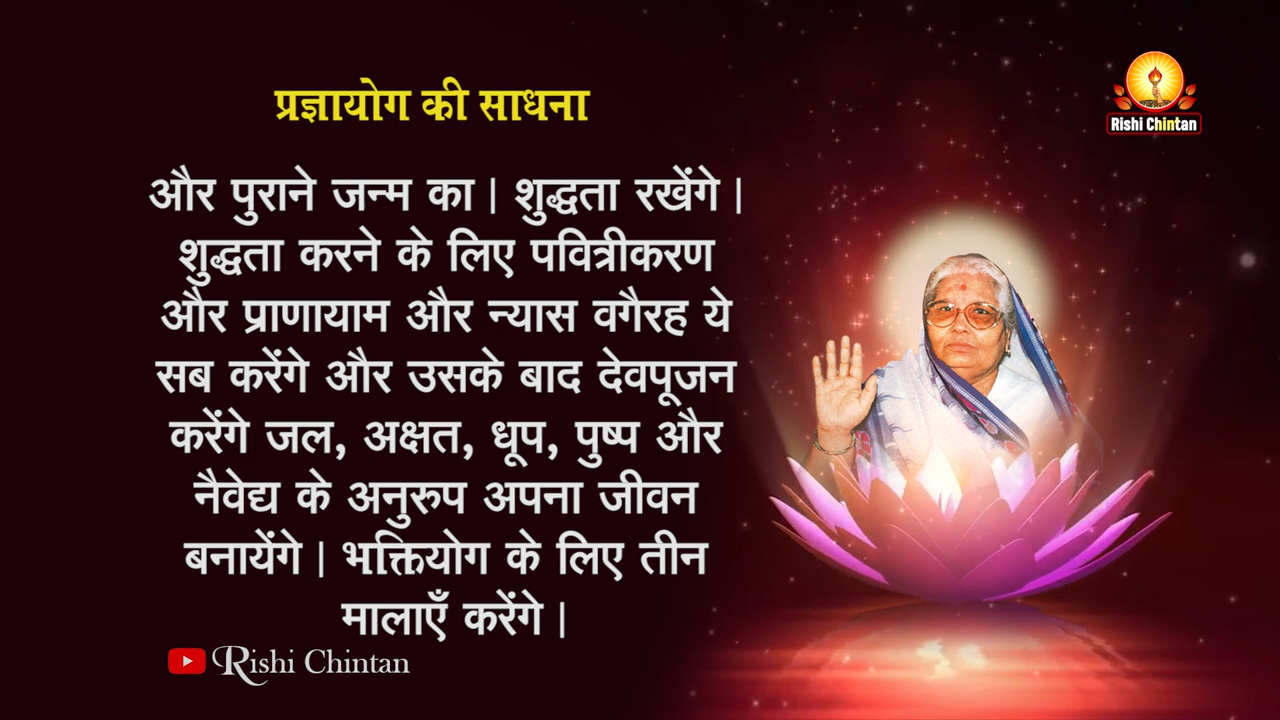 प्रज्ञायोग की साधना
Rishi Chintan
और पुराने जन्म का | शुद्धता रखेंगे |
शुद्धता करने के लिए पवित्रीकरण
और प्राणायाम और न्यास वगैरह ये
सब करेंगे और उसके बाद देवपूजन
करेंगे जल, अक्षत, धूप, पुष्प और
नैवेद्य के अनुरुप अपना जीवन
बनायेंगे | भक्तियोग के लिए तीन
मालाएँ करेंगे |
Rishi Chintan